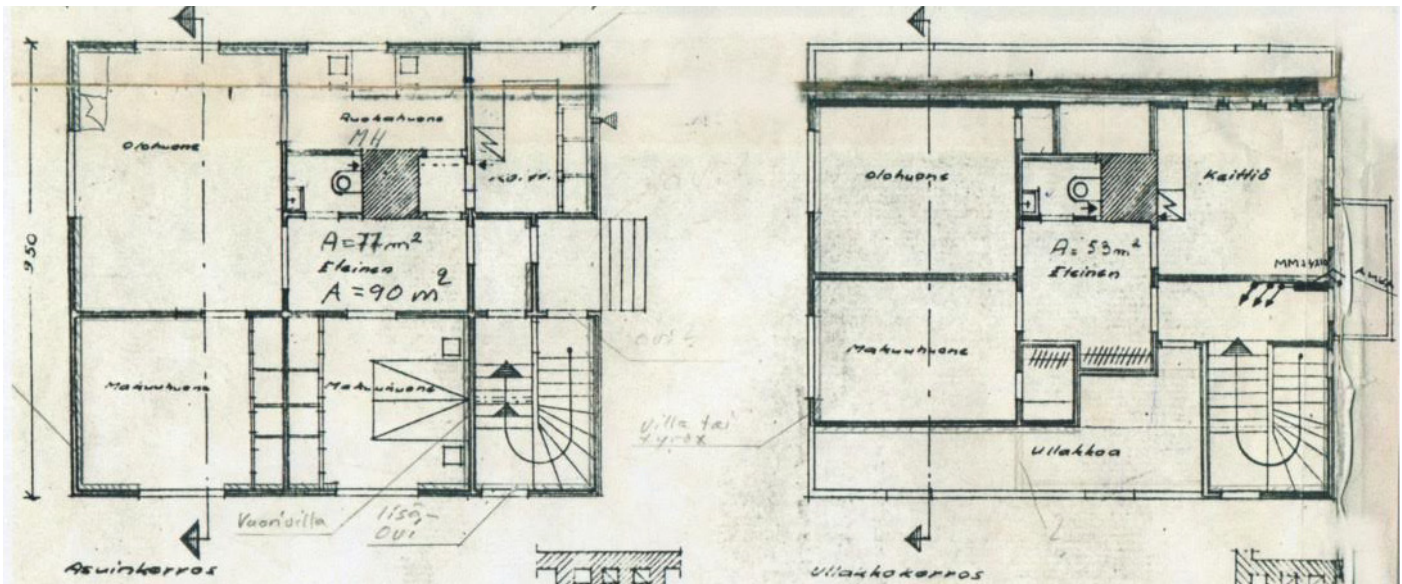 Olohuone
Ruokahuone
MH
A=77m²
Eteinen
A=90 m²
950
Makuuhuone
Makuuhuone
ovi
Vuorivilla
lisä-
ovi
Asuinkerros
Olohuone
Keittiö
A=53m²
Eteinen
Makuuhuone
villa tai
Ullakkoa
Ullakkokerros